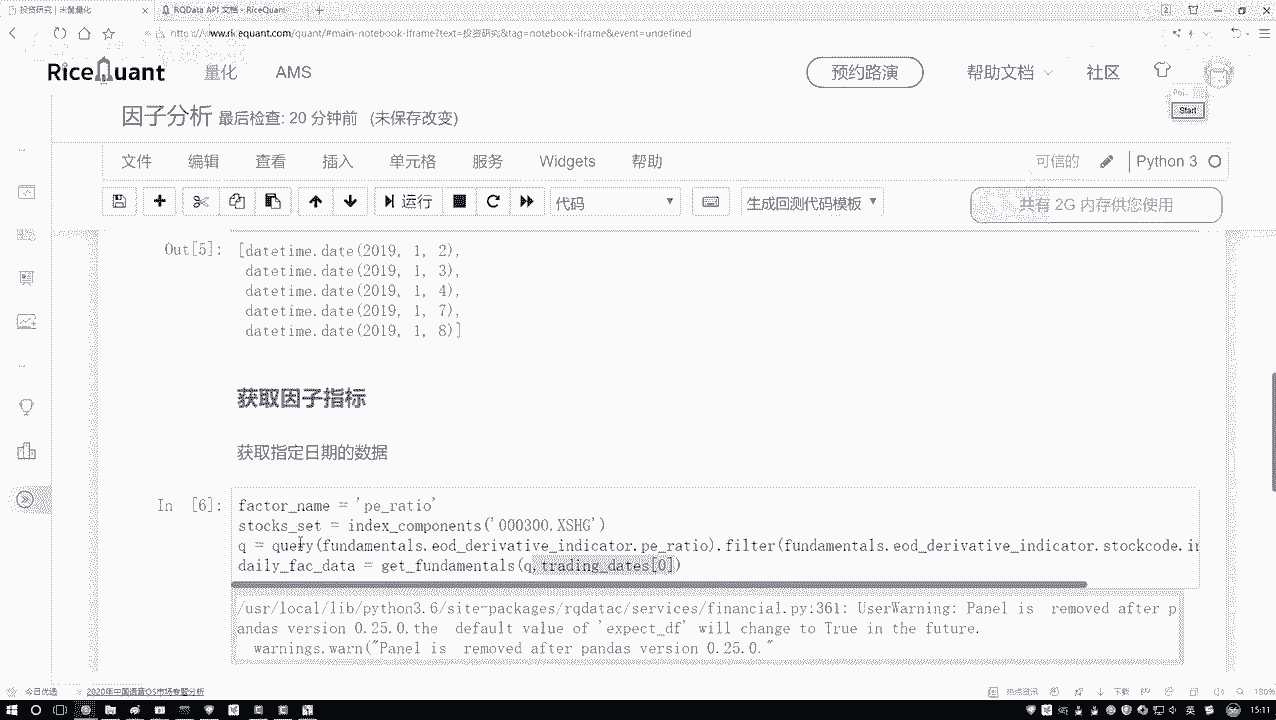 投资研究 | 米筐量化
RQData API 文档 - RiceQuant
www.ricequant.com/quant/#main-notebook-iframe?text=投资研究&tag=notebook-iframe&event=undefined
RiceQuant 量化 AMS 预约路演 帮助文档 社区
Start
因子分析 最后检查: 20 分钟前 (未保存改变)
文件 编辑 查看 插入 单元格 服务 Widgets 帮助 可信的 Python 3
运行 代码 生成回测代码模板 共有 2G 内存供您使用
Out[5]: [datetime.date(2019, 1, 2),
datetime.date(2019, 1, 3),
datetime.date(2019, 1, 4),
datetime.date(2019, 1, 7),
datetime.date(2019, 1, 8)]
获取因子指标
获取指定日期的数据
In [6]: factor_name = 'pe_ratio'
stocks_set = index_components('000300.XSHG')
q = query(fundamentals.eod_derivative_indicator.pe_ratio).filter(fundamentals.eod_derivative_indicator.stockcode.in
daily_fac_data = get_fundamentals(q,trading_dates[0])
/usr/local/lib/python3.6/site-packages/rqdatac/services/financial.py:361: UserWarning: Panel is removed after p
andas version 0.25.0.the default value of 'expect_df' will change to True in the future.
warnings.warn("Panel is removed after pandas version 0.25.0."
今日优选 2020年中国语音OS市场专题分析 热点资讯 下载 180%
英 15:11